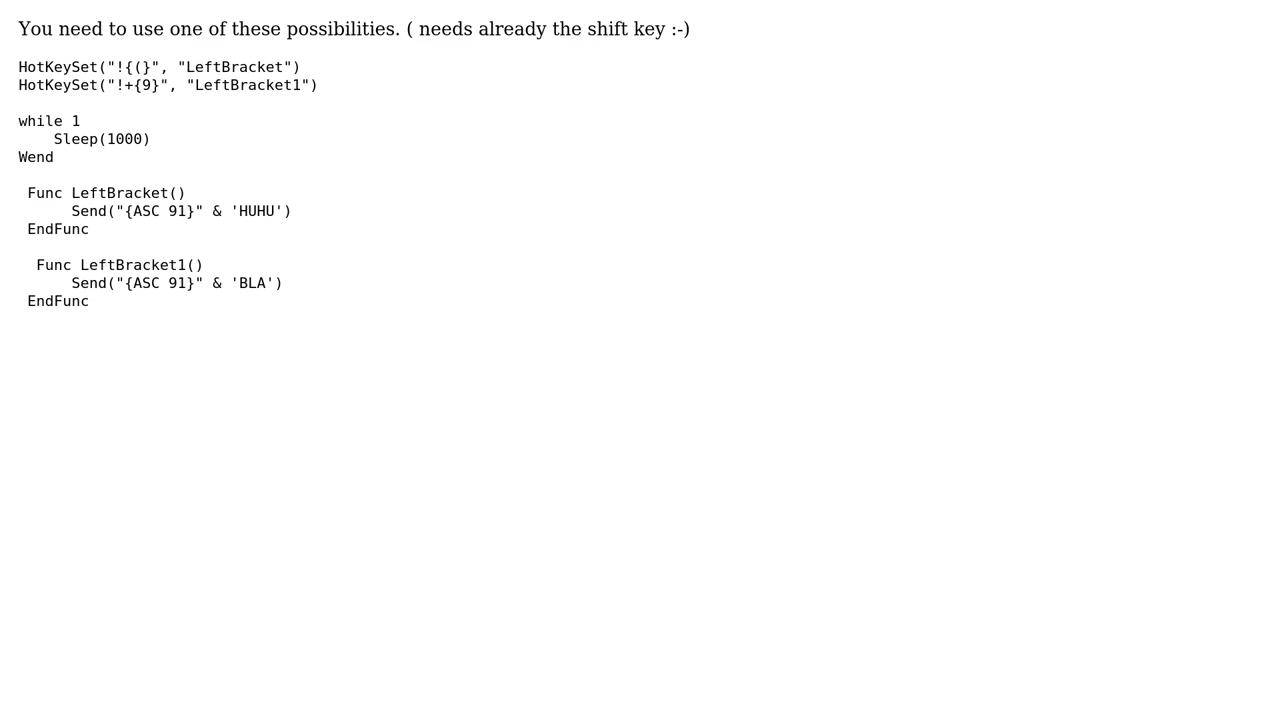 You need to use one of these possibilities. ( needs already the shift key :-)
HotKeySet("!{(}", "LeftBracket")
HotKeySet("!+{9}", "LeftBracket1")
while 1
    Sleep(1000)
Wend
 Func LeftBracket()
      Send("{ASC 91}" & 'HUHU')
 EndFunc
  Func LeftBracket1()
      Send("{ASC 91}" & 'BLA')
 EndFunc